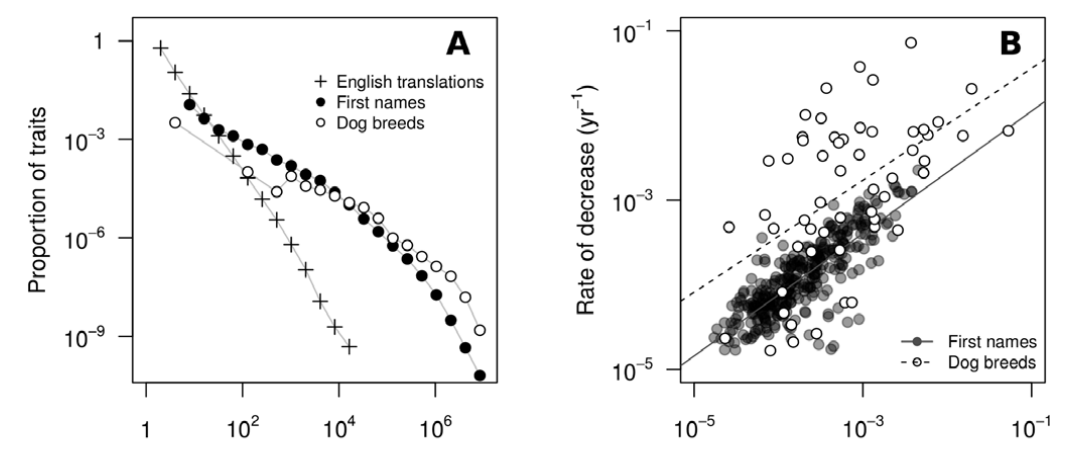 A
Proportion of traits
1
10⁻³
10⁻⁶
10⁻⁹
English translations
First names
Dog breeds
1
10²
10⁴
10⁶
B
Rate of decrease (yr⁻¹)
10⁻¹
10⁻³
10⁻⁵
First names
Dog breeds
10⁻⁵
10⁻³
10⁻¹